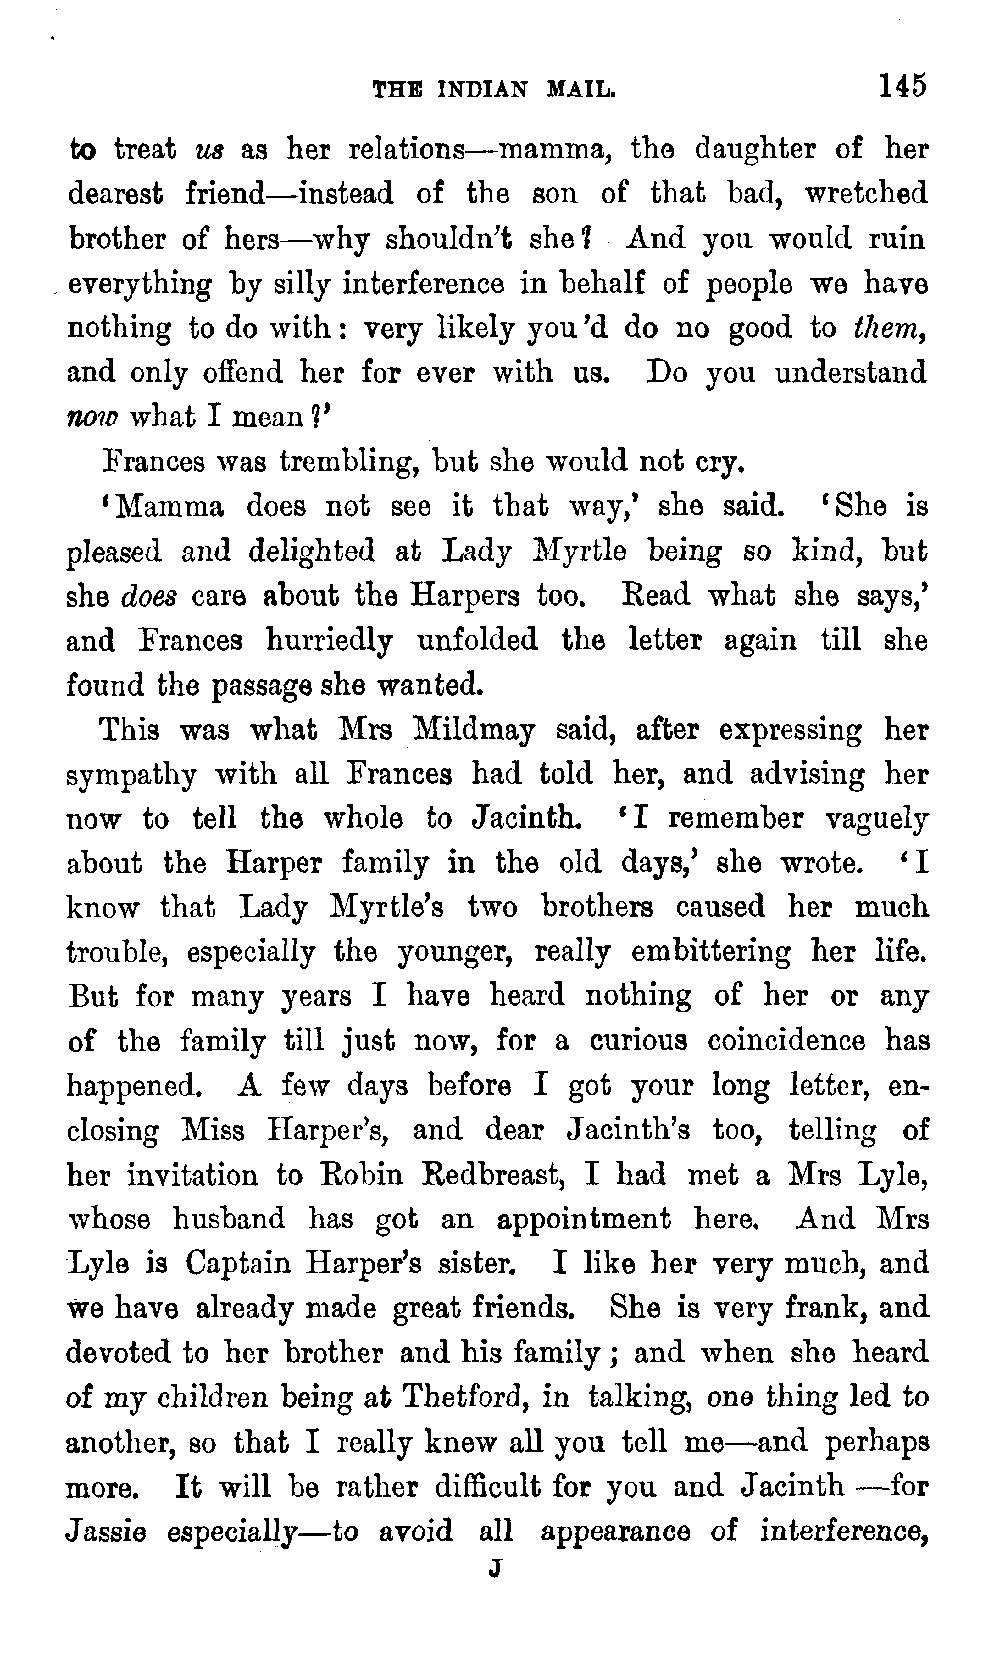 THE INDIAN MAIL. 145
to treat us as her relations—mamma, the daughter of her
dearest friend—instead of the son of that bad, wretched
brother of hers—why shouldn't she? And you would ruin
everything by silly interference in behalf of people we have
nothing to do with: very likely you'd do no good to them,
and only offend her for ever with us. Do you understand
now what I mean?'
Frances was trembling, but she would not cry.
'Mamma does not see it that way,' she said. 'She is
pleased and delighted at Lady Myrtle being so kind, but
she does care about the Harpers too. Read what she says,'
and Frances hurriedly unfolded the letter again till she
found the passage she wanted.
This was what Mrs Mildmay said, after expressing her
sympathy with all Frances had told her, and advising her
now to tell the whole to Jacinth. 'I remember vaguely
about the Harper family in the old days,' she wrote. 'I
know that Lady Myrtle's two brothers caused her much
trouble, especially the younger, really embittering her life.
But for many years I have heard nothing of her or any
of the family till just now, for a curious coincidence has
happened. A few days before I got your long letter, en-
closing Miss Harper's, and dear Jacinth's too, telling of
her invitation to Robin Redbreast, I had met a Mrs Lyle,
whose husband has got an appointment here. And Mrs
Lyle is Captain Harper's sister. I like her very much, and
we have already made great friends. She is very frank, and
devoted to her brother and his family; and when she heard
of my children being at Thetford, in talking, one thing led to
another, so that I really knew all you tell me—and perhaps
more. It will be rather difficult for you and Jacinth—for
Jassie especially—to avoid all appearance of interference,
J